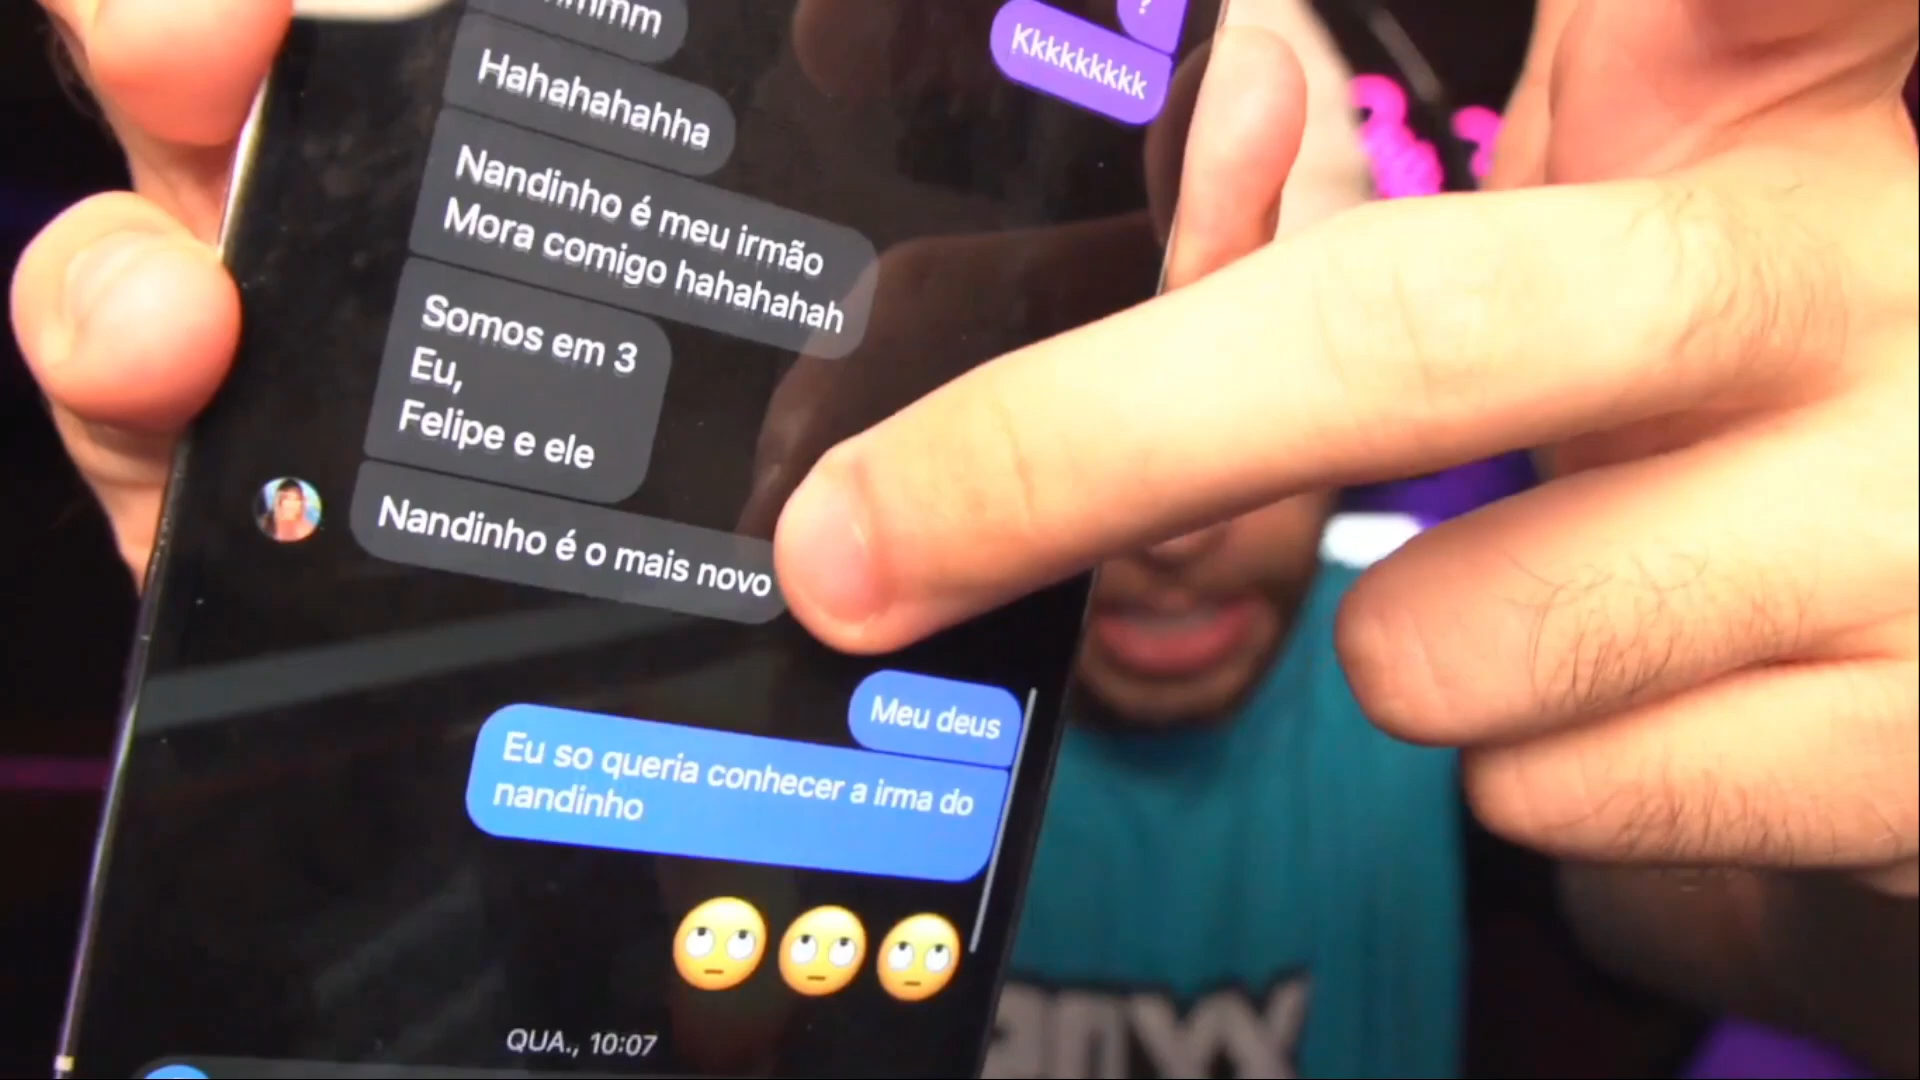 ?
Kkkkkkkkk
Hahahahahha
Nandinho é meu irmão
Mora comigo hahahahah
Somos em 3
Eu,
Felipe e ele
Nandinho é o mais novo
Meu deus
Eu so queria conhecer a irma do
nandinho
QUA., 10:07